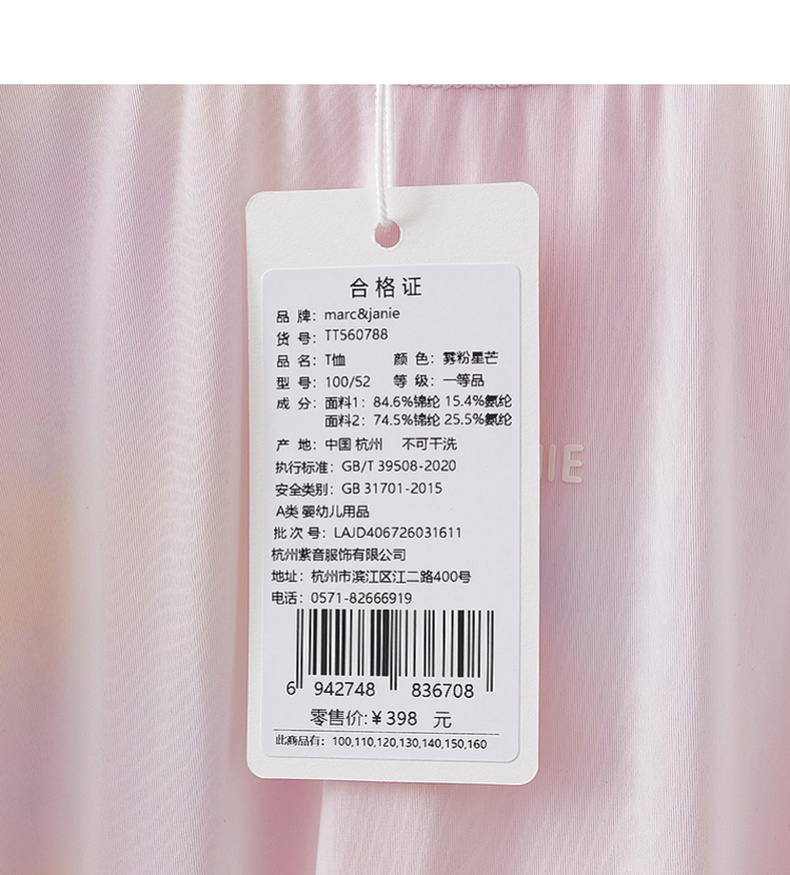 合格证
品 牌：marc&janie
货 号：TT560788
品 名：T恤 颜 色：雾粉星芒
型 号：100/52 等 级：一等品
成 分：面料1：84.6%锦纶 15.4%氨纶
面料2：74.5%锦纶 25.5%氨纶
产 地：中国 杭州 不可干洗
执行标准：GB/T 39508-2020
安全类别：GB 31701-2015
A类 婴幼儿用品
批 次 号：LAJD406726031611
杭州紫音服饰有限公司
地址：杭州市滨江区江二路400号
电话：0571-82666919
6 942748 836708
零售价:¥398 元
此商品有：100,110,120,130,140,150,160
IE